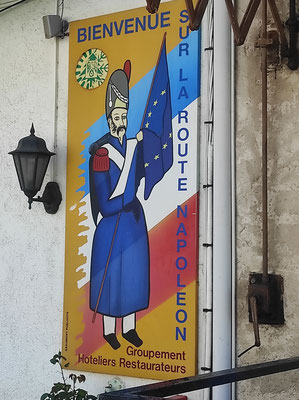 BIENVENUE
SUR LA ROUTE NAPOLEON
Groupement
Hoteliers Restaurateurs